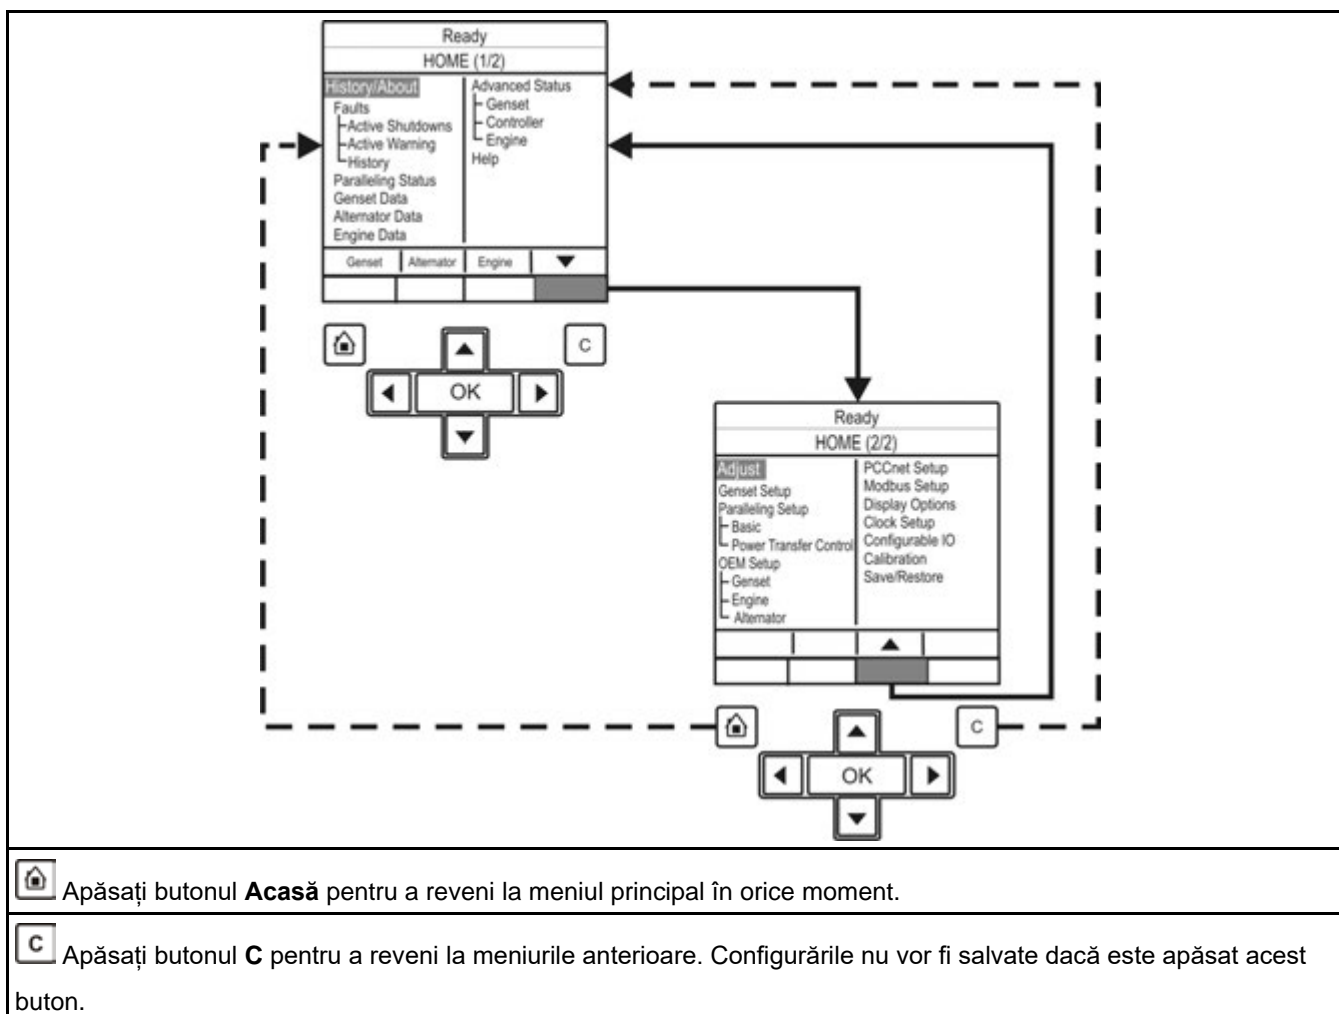 Ready
HOME (1/2)
History/About
Faults
Active Shutdowns
Active Warning
History
Paralleling Status
Genset Data
Alternator Data
Engine Data
Advanced Status
Genset
Controller
Engine
Help
Genset Alternator Engine
C
OK
Ready
HOME (2/2)
Adjust
Genset Setup
Paralleling Setup
Basic
Power Transfer Control
OEM Setup
Genset
Engine
Alternator
PCCnet Setup
Modbus Setup
Display Options
Clock Setup
Configurable IO
Calibration
Save/Restore
C
OK
Apăsați butonul Acasă pentru a reveni la meniul principal în orice moment.
C Apăsați butonul C pentru a reveni la meniurile anterioare. Configurările nu vor fi salvate dacă este apăsat acest
buton.